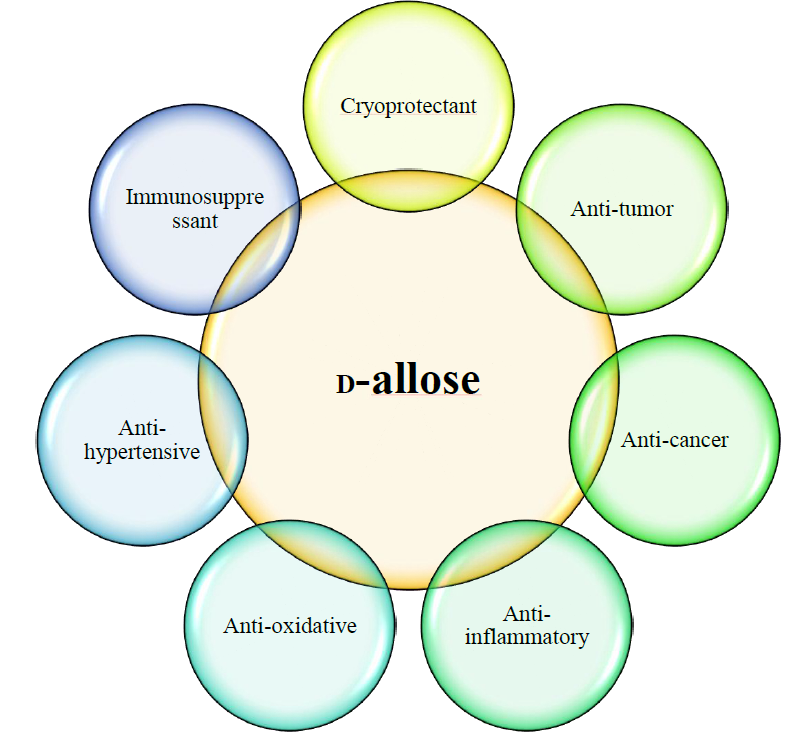 Cryoprotectant
Anti-tumor
Anti-cancer
Anti-
inflammatory
Anti-oxidative
Anti-
hypertensive
Immunosuppre
ssant
D-allose